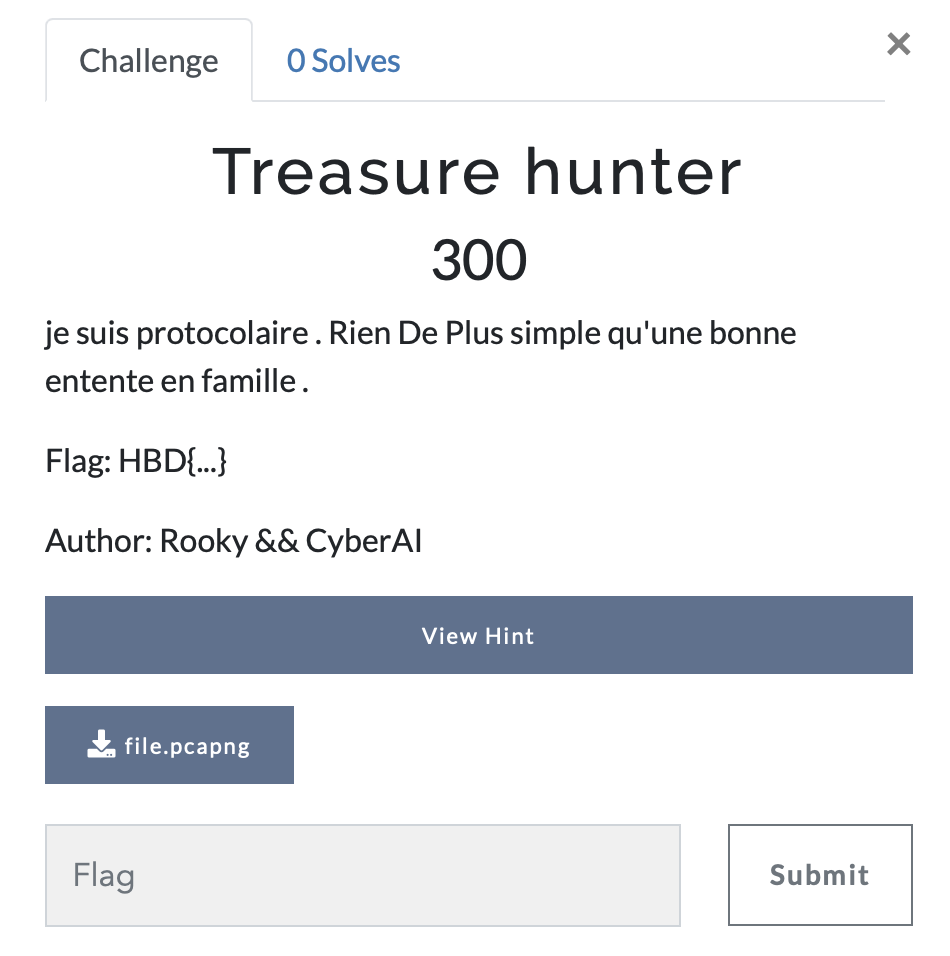 Challenge
0 Solves
×
Treasure hunter
300
je suis protocolaire . Rien De Plus simple qu'une bonne
entente en famille .
Flag: HBD{...}
Author: Rooky && CyberAI
View Hint
file.pcapng
Flag
Submit